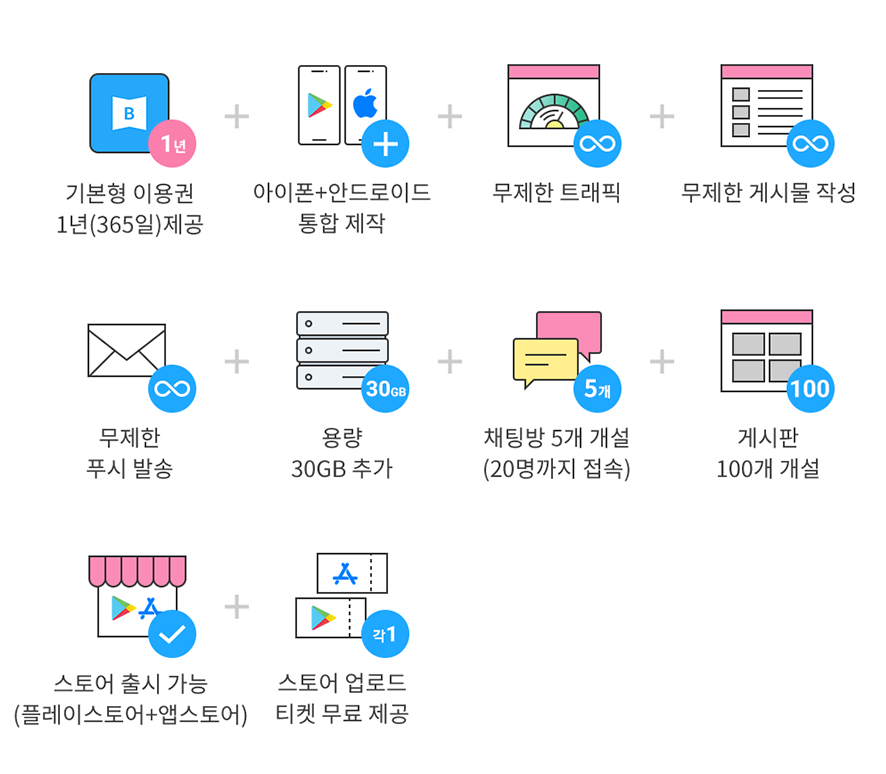 B
1년
기본형 이용권
1년(365일)제공
아이폰+안드로이드
통합 제작
무제한 트래픽
무제한 게시물 작성
무제한
푸시 발송
30GB
용량
30GB 추가
5개
채팅방 5개 개설
(20명까지 접속)
100
게시판
100개 개설
스토어 출시 가능
(플레이스토어+앱스토어)
각1
스토어 업로드
티켓 무료 제공